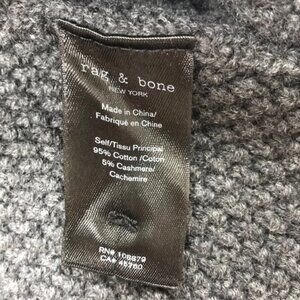 rag & bone
NEW YORK
Made in China/
Fabriqué en Chine
Self/Tissu Principal
95% Cotton /Coton
5% Cashmere/
Cachemire
RN# 108879
CA# 45760